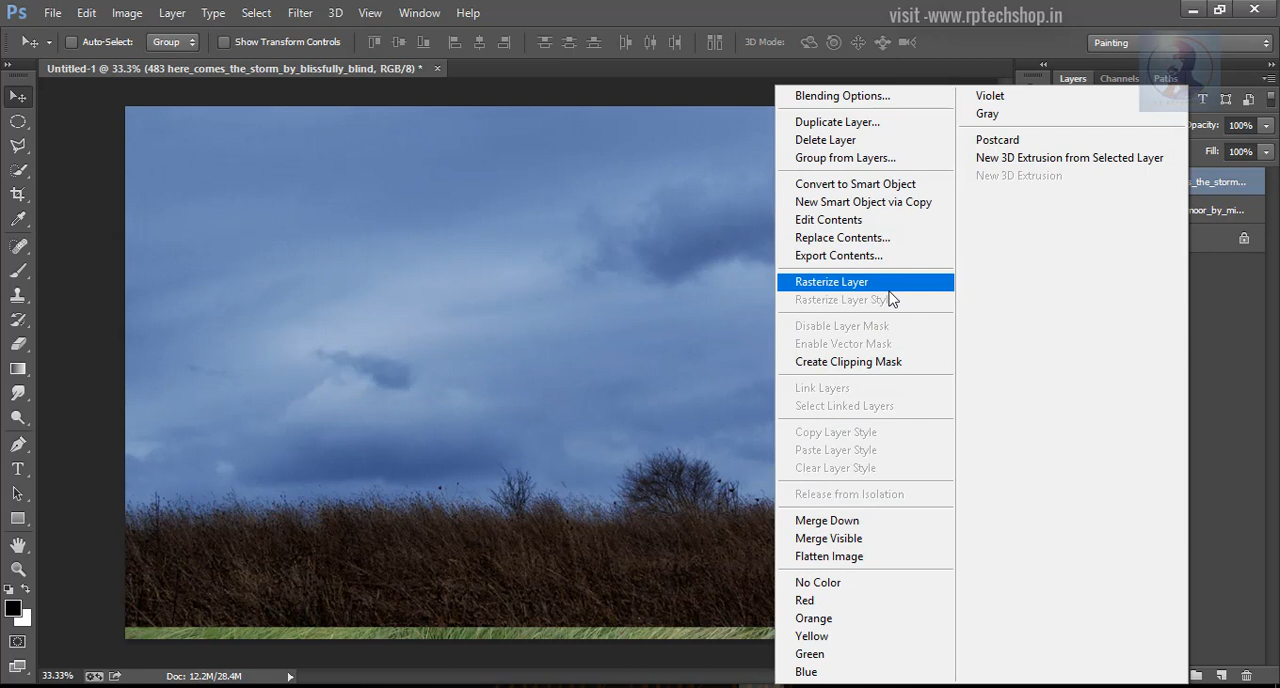 visit -www.rptechshop.in
Ps File Edit Image Layer Type Select Filter 3D View Window Help
Auto-Select: Group Show Transform Controls 3D Mode: Painting
Untitled-1 @ 33.3% (483 here_comes_the_storm_by_blissfully_blind, RGB/8) * ×
Layers Channels Paths
Opacity: 100%
Fill: 100%
s_the_storm...
moor_by_mi...
Blending Options...
Duplicate Layer...
Delete Layer
Group from Layers...
Convert to Smart Object
New Smart Object via Copy
Edit Contents
Replace Contents...
Export Contents...
Rasterize Layer
Rasterize Layer Style
Disable Layer Mask
Enable Vector Mask
Create Clipping Mask
Link Layers
Select Linked Layers
Copy Layer Style
Paste Layer Style
Clear Layer Style
Release from Isolation
Merge Down
Merge Visible
Flatten Image
No Color
Red
Orange
Yellow
Green
Blue
Violet
Gray
Postcard
New 3D Extrusion from Selected Layer
New 3D Extrusion
33.33% Doc: 12.2M/28.4M